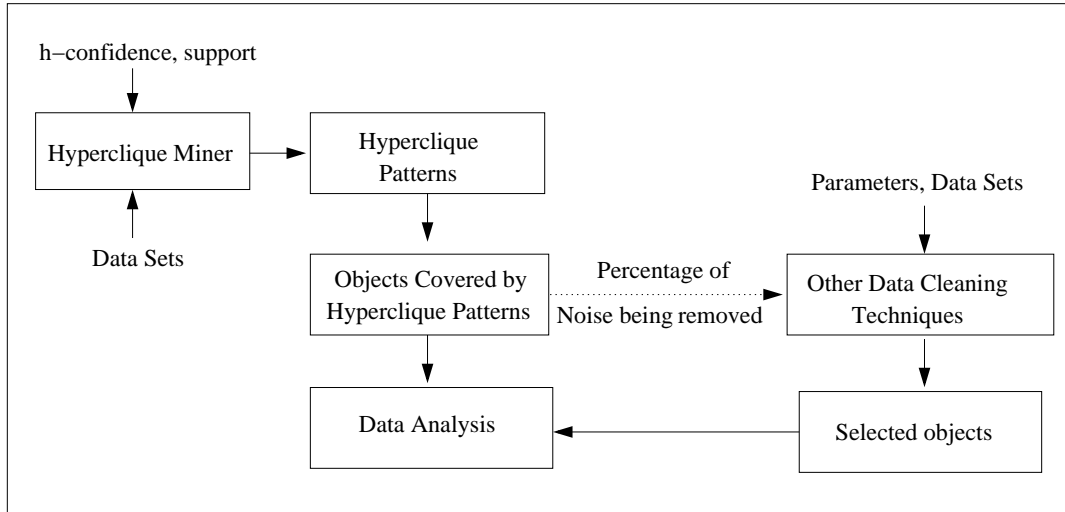 h−confidence, support
Hyperclique Miner
Data Sets
Hyperclique
Patterns
Objects Covered by
Hyperclique Patterns
Percentage of
Noise being removed
Parameters, Data Sets
Other Data Cleaning
Techniques
Data Analysis
Selected objects